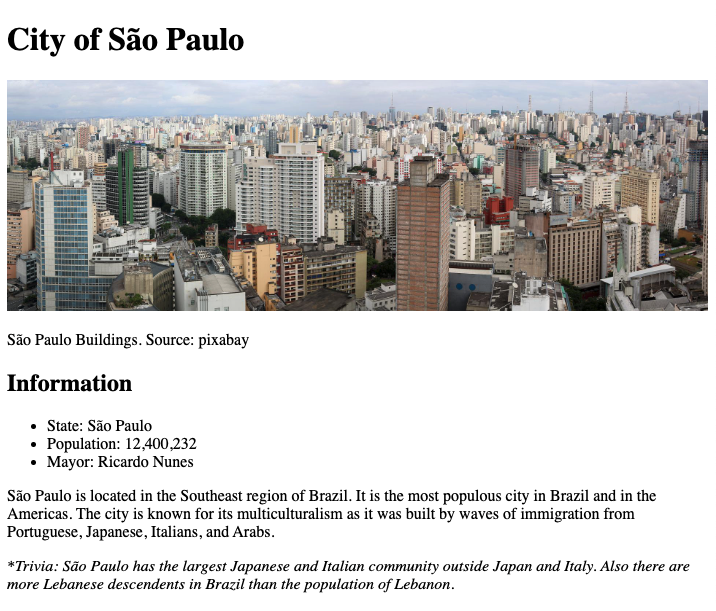 City of São Paulo
São Paulo Buildings. Source: pixabay
Information
State: São Paulo
Population: 12,400,232
Mayor: Ricardo Nunes
São Paulo is located in the Southeast region of Brazil. It is the most populous city in Brazil and in the
Americas. The city is known for its multiculturalism as it was built by waves of immigration from
Portuguese, Japanese, Italians, and Arabs.
*Trivia: São Paulo has the largest Japanese and Italian community outside Japan and Italy. Also there are
more Lebanese descendents in Brazil than the population of Lebanon.